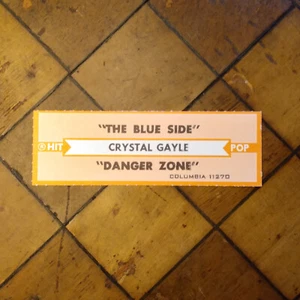 "THE BLUE SIDE"
HIT CRYSTAL GAYLE POP
"DANGER ZONE"
COLUMBIA 11270